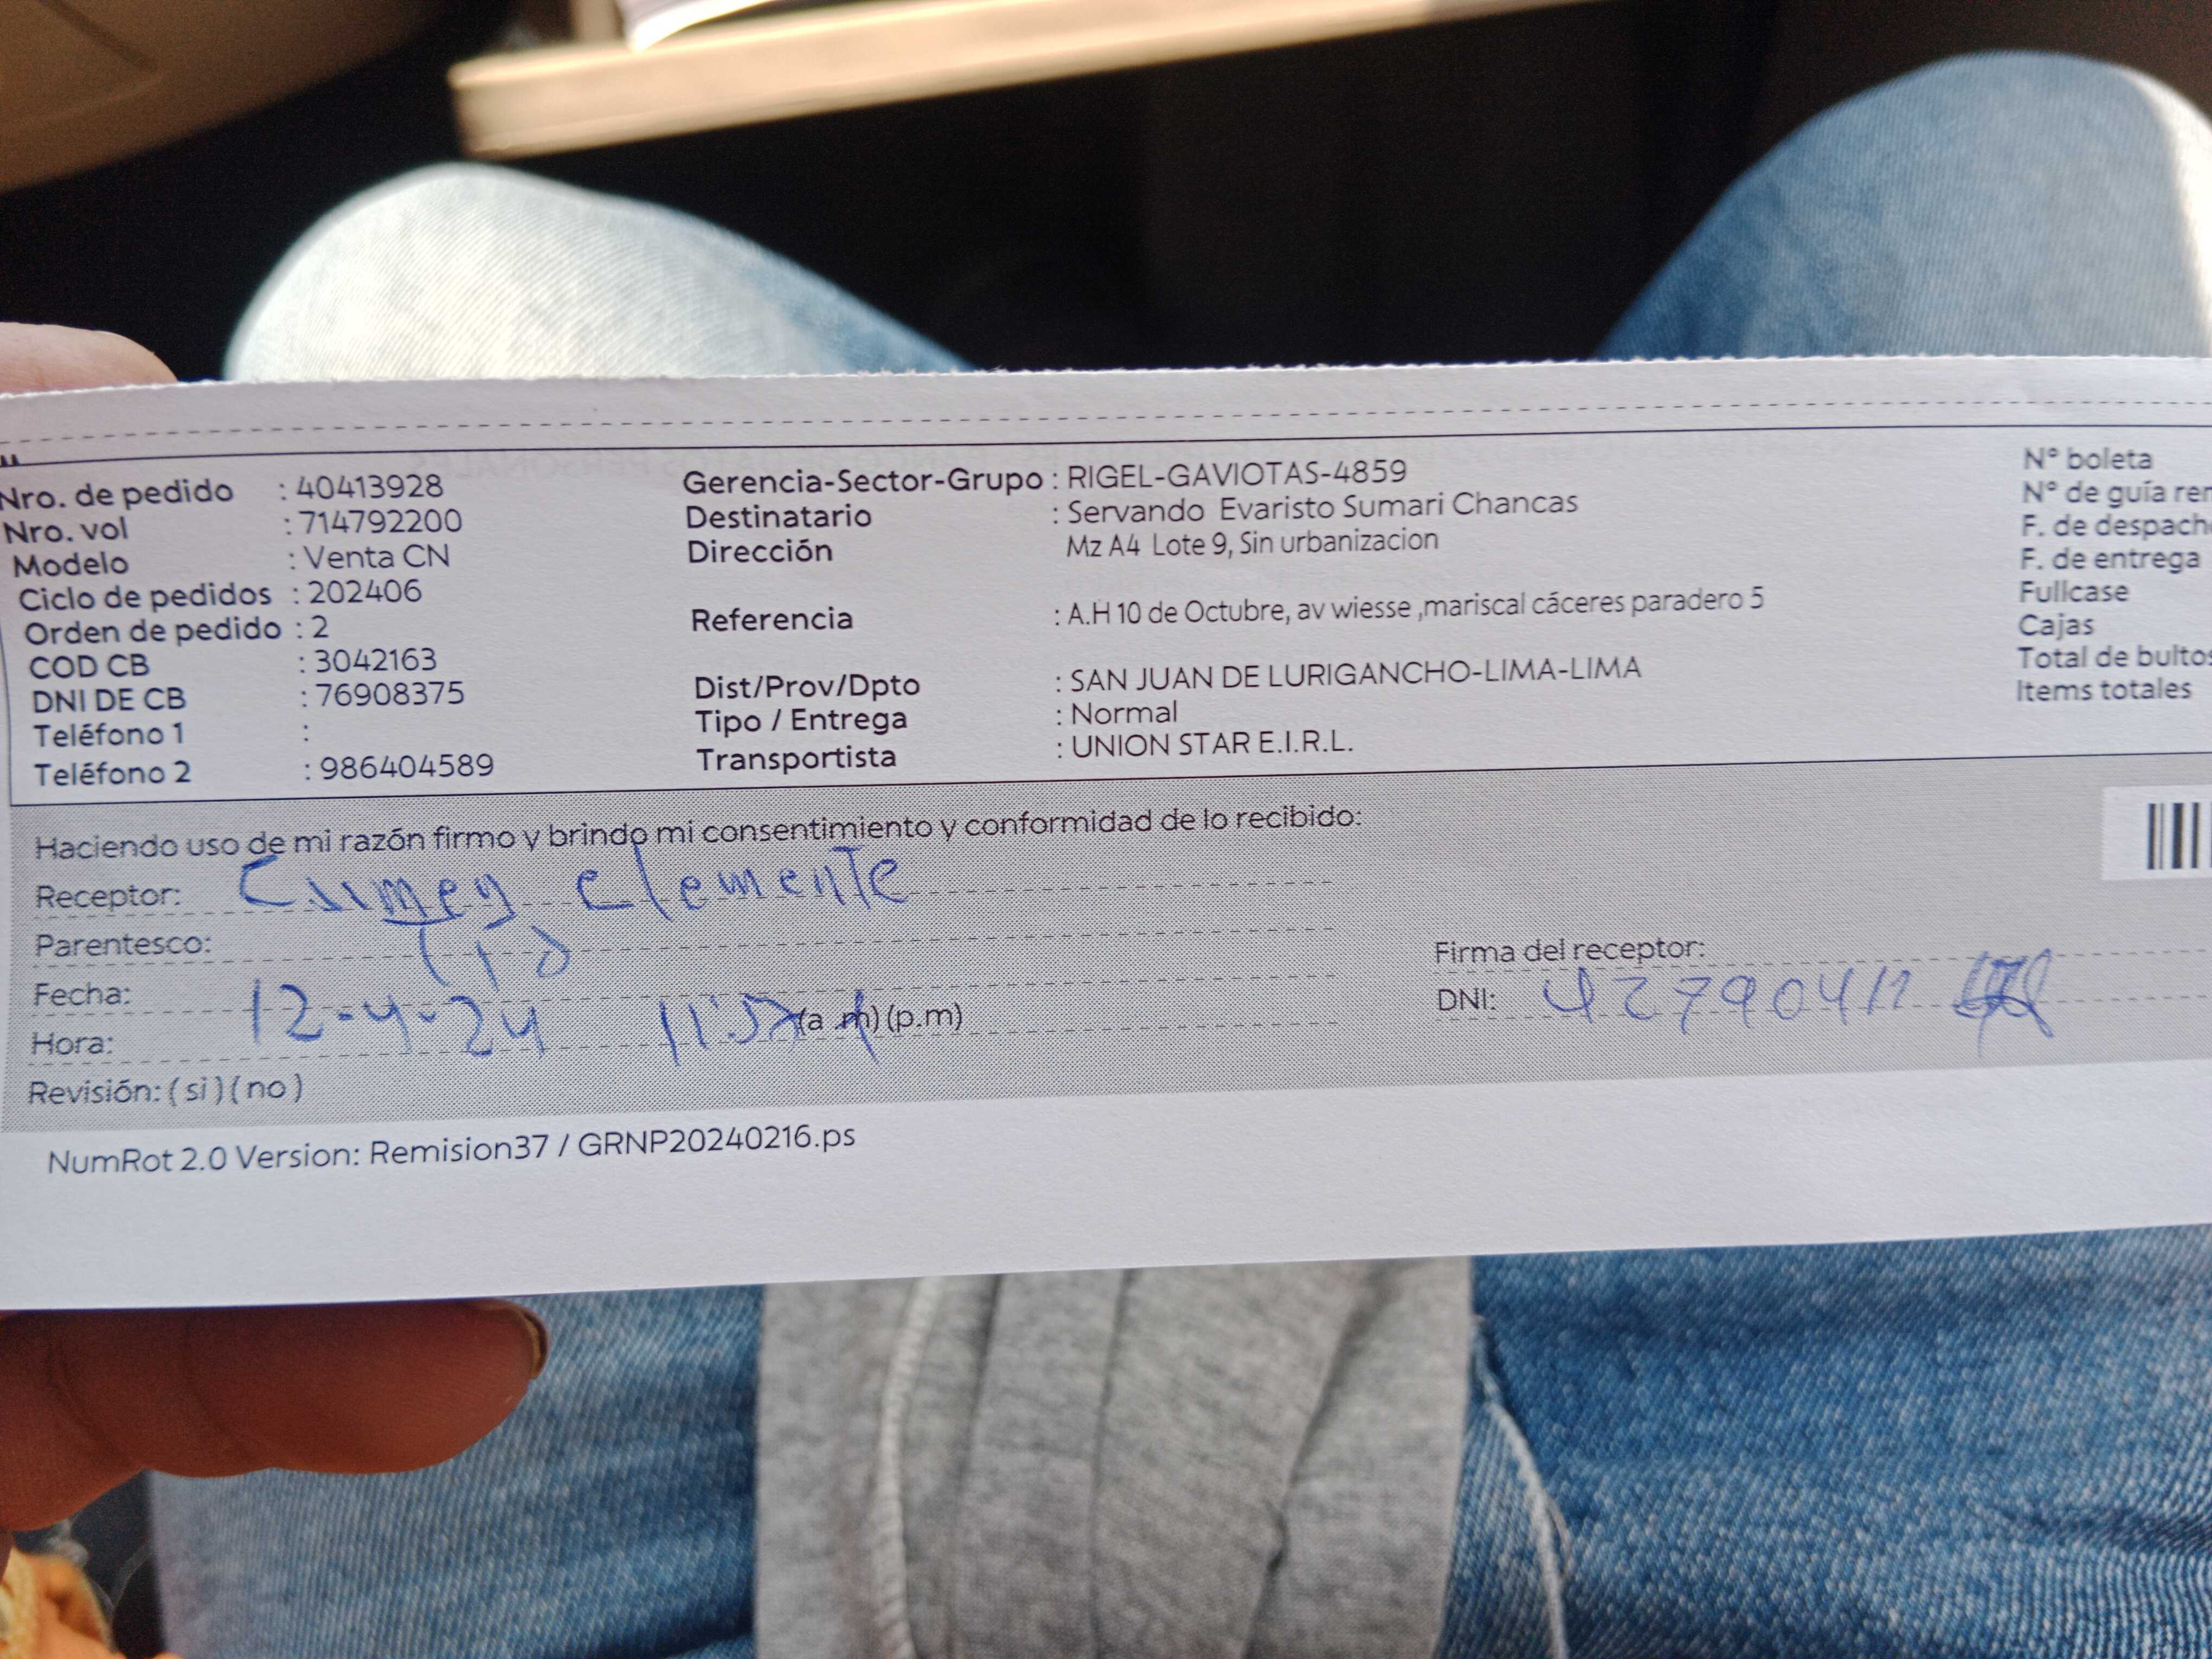 Nro. de pedido : 40413928
Nro. vol : 714792200
Modelo : Venta CN
Ciclo de pedidos : 202406
Orden de pedido : 2
COD CB : 3042163
DNI DE CB : 76908375
Teléfono 1 :
Teléfono 2 : 986404589
Gerencia-Sector-Grupo : RIGEL-GAVIOTAS-4859
Destinatario : Servando Evaristo Sumari Chancas
Dirección Mz A4 Lote 9, Sin urbanizacion
Referencia : A.H 10 de Octubre, av wiesse ,mariscal cáceres paradero 5
Dist/Prov/Dpto : SAN JUAN DE LURIGANCHO-LIMA-LIMA
Tipo / Entrega : Normal
Transportista : UNION STAR E.I.R.L.
N° boleta
N° de guía
F. de despach
F. de entrega
Fullcase
Cajas
Total de bultos
Items totales
Haciendo uso de mi razón firmo y brindo mi consentimiento y conformidad de lo recibido:
Receptor: clemente
Parentesco:
Fecha: 12-4-24
Hora: (a.m)(p.m)
Revisión: (si)(no)
Firma del receptor:
DNI:
NumRot 2.0 Version: Remision37 / GRNP20240216.ps